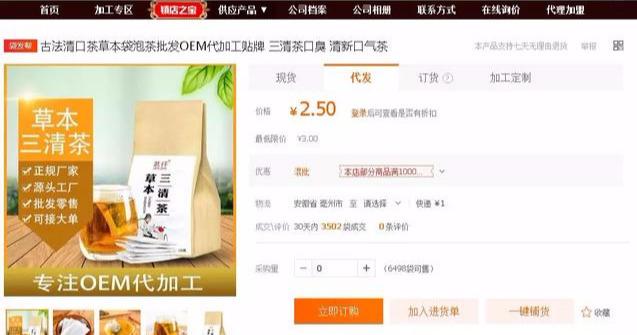 首页 加工专区 镇店之宝 供应产品 公司档案 公司相册 联系方式 在线询价 代理加盟
古法清口茶草本袋泡茶批发OEM代加工贴牌 三清茶口臭 清新口气茶
本产品支持七天无理由退货 举报
现货 代发 订货 加工定制
草本
三清茶
正规厂家
源头工厂
批发零售
可接大单
草本
三清茶
专注OEM代加工
价格 ¥2.50 登录后可查看是否有折扣
最低限价 ¥3.00
优惠 混批 本店部分商品满1000...
物流 安徽省 亳州市 至 请选择 快递 ¥1
成交\评价 30天内 3502 袋成交 0 条评价
采购量 − 0 + (6498袋可售)
立即订购 加入进货单 一键铺货 收藏